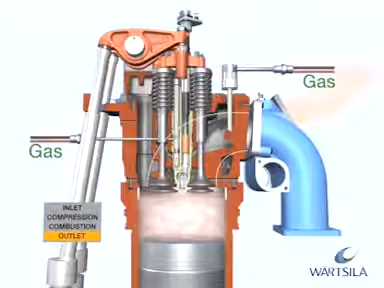 Gas
Gas
INLET
COMPRESSION
COMBUSTION
OUTLET
WÄRTSILÄ